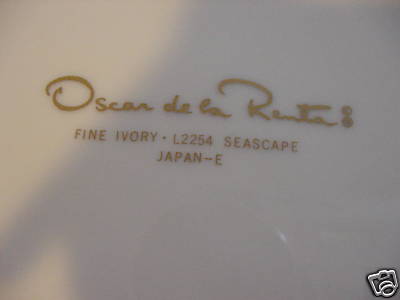 Oscar de la Renta
FINE IVORY · L2254 SEASCAPE
JAPAN-E